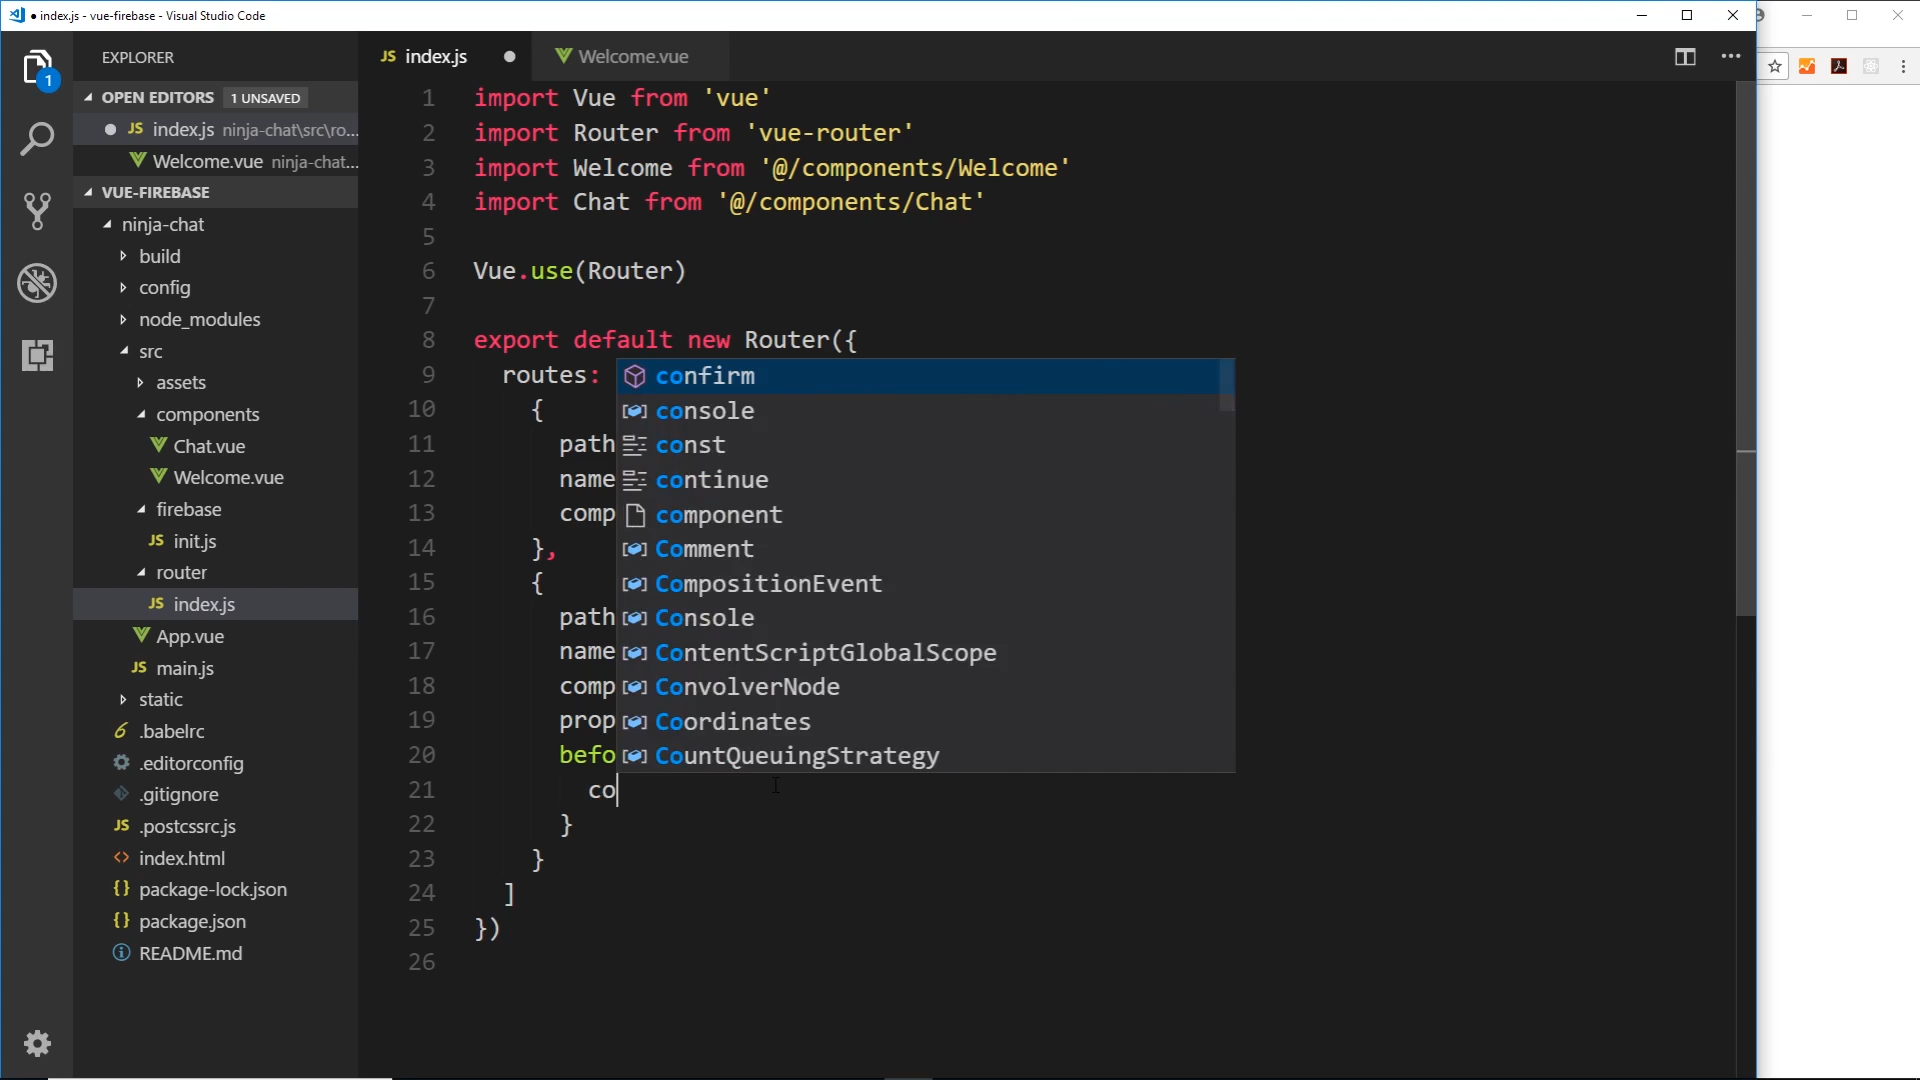 index.js - vue-firebase - Visual Studio Code
EXPLORER
OPEN EDITORS 1 UNSAVED
JS index.js ninja-chat\src\ro...
Welcome.vue ninja-chat...
VUE-FIREBASE
ninja-chat
build
config
node_modules
src
assets
components
Chat.vue
Welcome.vue
firebase
JS init.js
router
JS index.js
App.vue
JS main.js
static
.babelrc
.editorconfig
.gitignore
JS .postcssrc.js
index.html
{} package-lock.json
{} package.json
README.md
1
JS index.js
Welcome.vue
1 import Vue from 'vue'
2 import Router from 'vue-router'
3 import Welcome from '@/components/Welcome'
4 import Chat from '@/components/Chat'
5
6 Vue.use(Router)
7
8 export default new Router({
9 routes:
10 {
11 path
12 name
13 comp
14 },
15 {
16 path
17 name
18 comp
19 prop
20 befo
21 co
22 }
23 }
24 ]
25 })
26
confirm
console
const
continue
component
Comment
CompositionEvent
Console
ContentScriptGlobalScope
ConvolverNode
Coordinates
CountQueuingStrategy